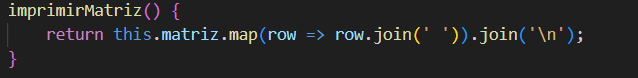 imprimirMatriz() {
    return this.matriz.map(row => row.join(' ')).join('\n');
}